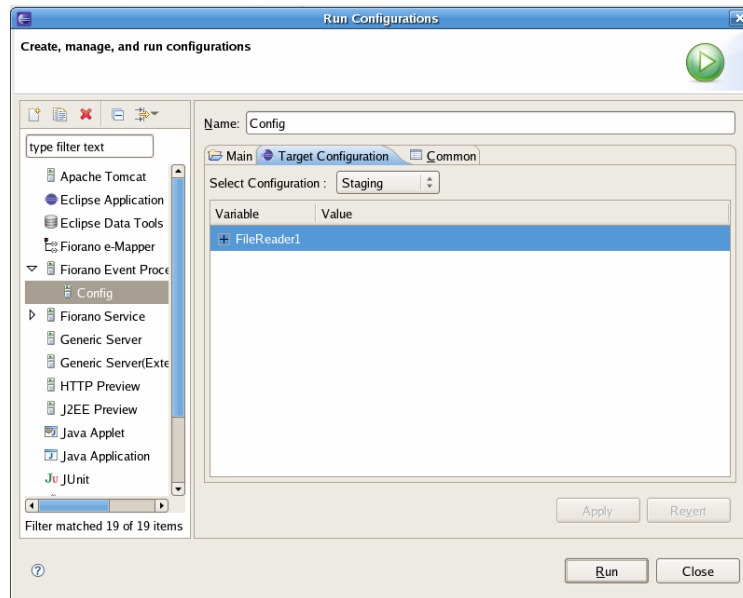 Run Configurations
Create, manage, and run configurations
type filter text
Apache Tomcat
Eclipse Application
Eclipse Data Tools
Fiorano e-Mapper
Fiorano Event Proce
Config
Fiorano Service
Generic Server
Generic Server(Exte
HTTP Preview
J2EE Preview
Java Applet
Java Application
Ju JUnit
Filter matched 19 of 19 items
Name: Config
Main Target Configuration Common
Select Configuration : Staging
Variable Value
FileReader1
Apply Revert
? Run Close